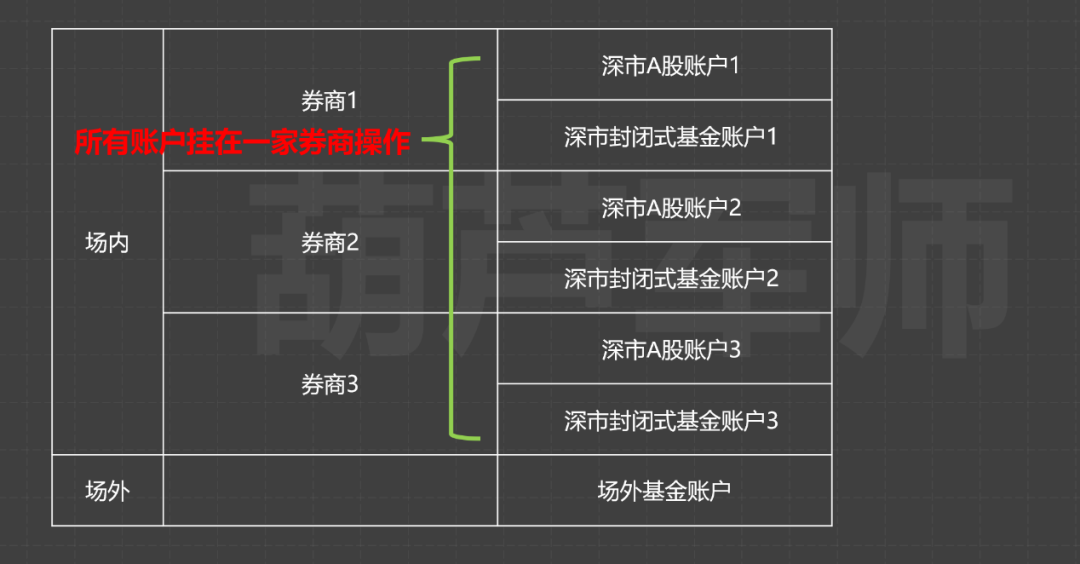 深市A股账户1
券商1
深市封闭式基金账户1
所有账户挂在一家券商操作
深市A股账户2
场内
券商2
深市封闭式基金账户2
深市A股账户3
券商3
深市封闭式基金账户3
场外
场外基金账户
葫芦军师